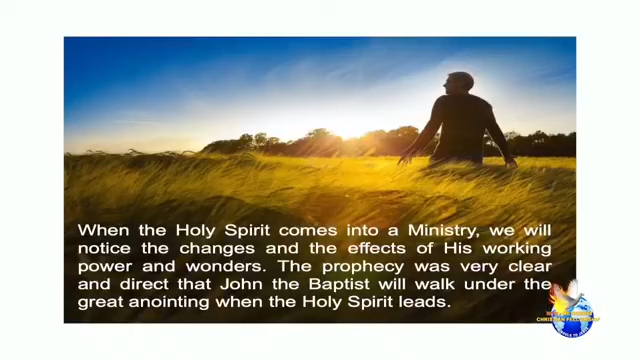 When the Holy Spirit comes into a Ministry, we will
notice the changes and the effects of His working
power and wonders. The prophecy was very clear
and direct that John the Baptist will walk under the
great anointing when the Holy Spirit leads.
CHRISTIAN FELLOWSHIP